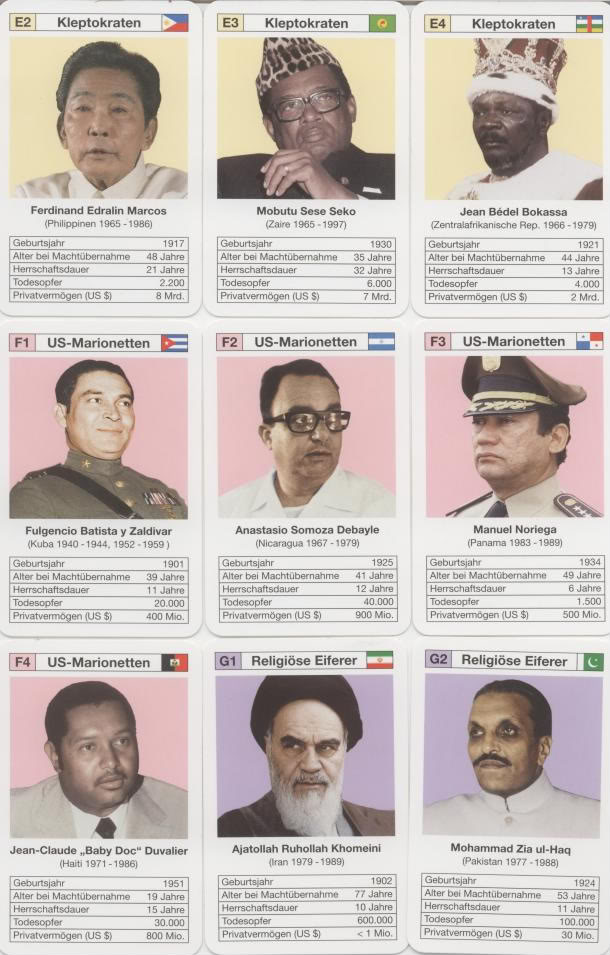 E2 Kleptokraten
Ferdinand Edralin Marcos
(Philippinen 1965 - 1986)
Geburtsjahr 1917
Alter bei Machtübernahme 48 Jahre
Herrschaftsdauer 21 Jahre
Todesopfer 2.200
Privatvermögen (US $) 8 Mrd.
E3 Kleptokraten
Mobutu Sese Seko
(Zaire 1965 - 1997)
Geburtsjahr 1930
Alter bei Machtübernahme 35 Jahre
Herrschaftsdauer 32 Jahre
Todesopfer 6.000
Privatvermögen (US $) 7 Mrd.
E4 Kleptokraten
Jean Bédel Bokassa
(Zentralafrikanische Rep. 1966 - 1979)
Geburtsjahr 1921
Alter bei Machtübernahme 44 Jahre
Herrschaftsdauer 13 Jahre
Todesopfer 4.000
Privatvermögen (US $) 2 Mrd.
F1 US-Marionetten
Fulgencio Batista y Zaldivar
(Kuba 1940 - 1944, 1952 - 1959 )
Geburtsjahr 1901
Alter bei Machtübernahme 39 Jahre
Herrschaftsdauer 11 Jahre
Todesopfer 20.000
Privatvermögen (US $) 400 Mio.
F2 US-Marionetten
Anastasio Somoza Debayle
(Nicaragua 1967 - 1979)
Geburtsjahr 1925
Alter bei Machtübernahme 41 Jahre
Herrschaftsdauer 12 Jahre
Todesopfer 40.000
Privatvermögen (US $) 900 Mio.
F3 US-Marionetten
Manuel Noriega
(Panama 1983 - 1989)
Geburtsjahr 1934
Alter bei Machtübernahme 49 Jahre
Herrschaftsdauer 6 Jahre
Todesopfer 1.500
Privatvermögen (US $) 500 Mio.
F4 US-Marionetten
Jean-Claude „Baby Doc“ Duvalier
(Haiti 1971 - 1986)
Geburtsjahr 1951
Alter bei Machtübernahme 19 Jahre
Herrschaftsdauer 15 Jahre
Todesopfer 30.000
Privatvermögen (US $) 800 Mio.
G1 Religiöse Eiferer
Ajatollah Ruhollah Khomeini
(Iran 1979 - 1989)
Geburtsjahr 1902
Alter bei Machtübernahme 77 Jahre
Herrschaftsdauer 10 Jahre
Todesopfer 600.000
Privatvermögen (US $) < 1 Mio.
G2 Religiöse Eiferer
Mohammad Zia ul-Haq
(Pakistan 1977 - 1988)
Geburtsjahr 1924
Alter bei Machtübernahme 53 Jahre
Herrschaftsdauer 11 Jahre
Todesopfer 100.000
Privatvermögen (US $) 30 Mio.